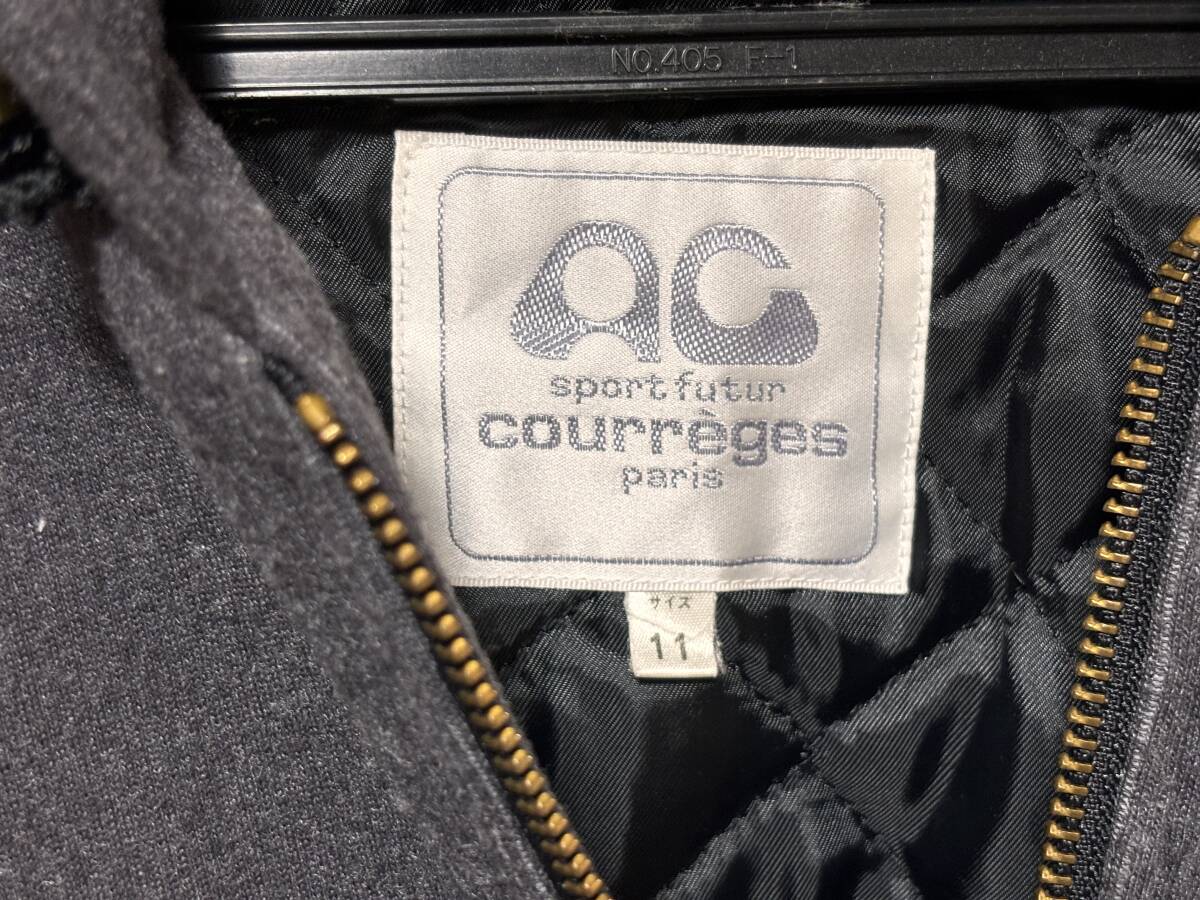 NO.405 F-1
AC
sport futur
courrèges
paris
サイズ
11